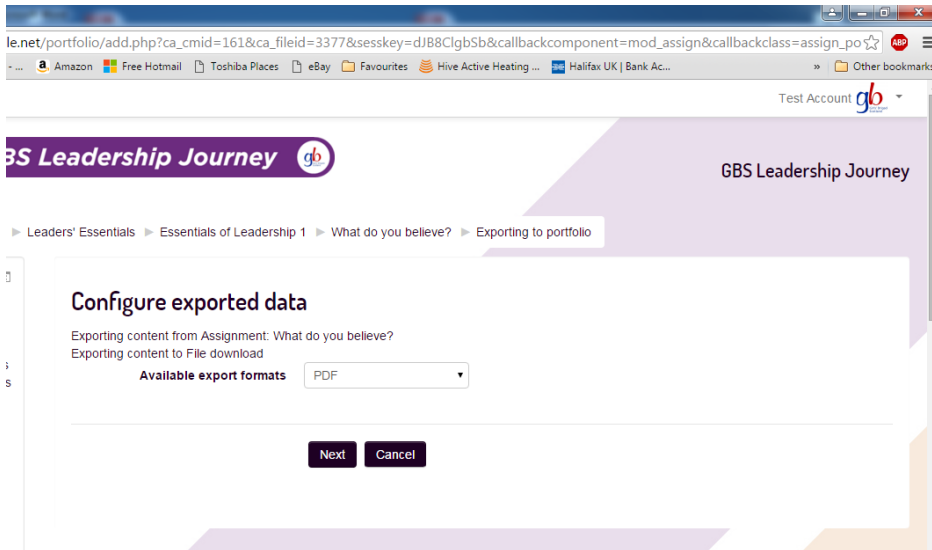 le.net/portfolio/add.php?ca_cmid=161&ca_fileid=3377&sesskey=dJB8ClgbSb&callbackcomponent=mod_assign&callbackclass=assign_po
ABP
- ... a Amazon Free Hotmail Toshiba Places eBay Favourites Hive Active Heating ... Halifax UK | Bank Ac... » Other bookmarks
Test Account gb
BS Leadership Journey gb
GBS Leadership Journey
Leaders' Essentials ► Essentials of Leadership 1 ► What do you believe? ► Exporting to portfolio
Configure exported data
Exporting content from Assignment: What do you believe?
Exporting content to File download
s
s
Available export formats PDF
Next Cancel